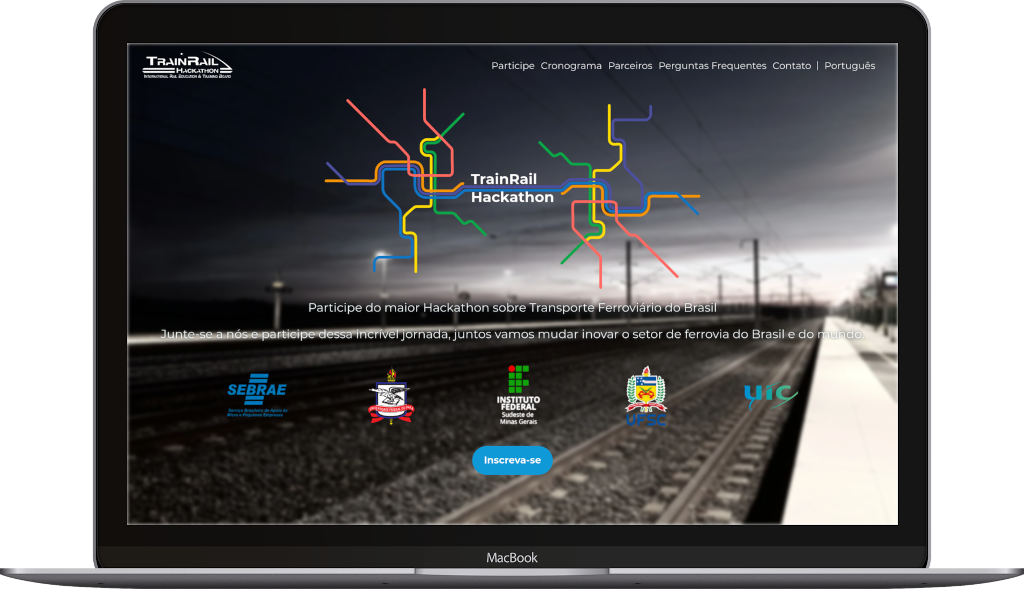 TRAINRAIL
HACKATHON
INTERNATIONAL RAIL EDUCATION & TRAINING BOARD
Participe Cronograma Parceiros Perguntas Frequentes Contato | Português
TrainRail
Hackathon
Participe do maior Hackathon sobre Transporte Ferroviário do Brasil
Junte-se a nós e participe dessa incrível jornada, juntos vamos mudar inovar o setor de ferrovia do Brasil e do mundo.
SEBRAE
Serviço Brasileiro de Apoio às
Micro e Pequenas Empresas
INSTITUTO
FEDERAL
Sudeste de
Minas Gerais
UFSC
uic
Inscreva-se
MacBook